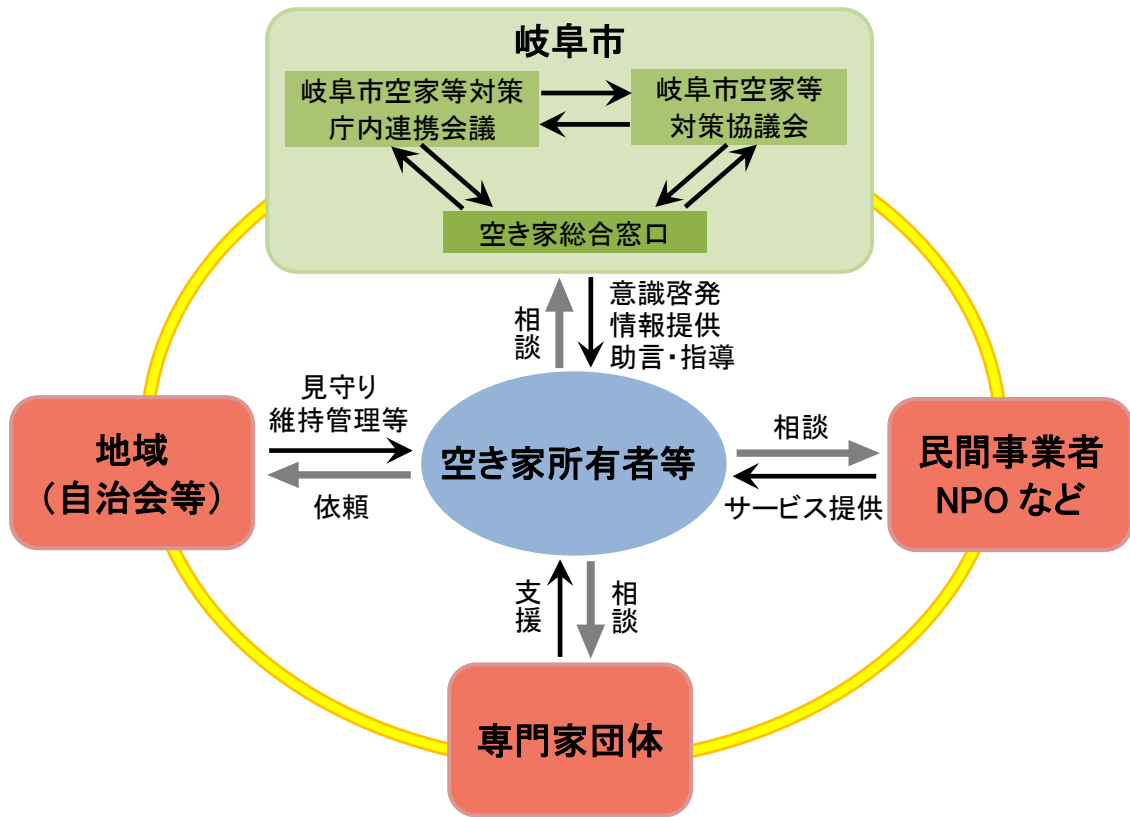 岐阜市
岐阜市空家等対策
庁内連携会議
岐阜市空家等
対策協議会
空き家総合窓口
相談
意識啓発
情報提供
助言・指導
見守り
維持管理等
地域
（自治会等）
依頼
空き家所有者等
相談
サービス提供
民間事業者
NPO など
支援
相談
専門家団体